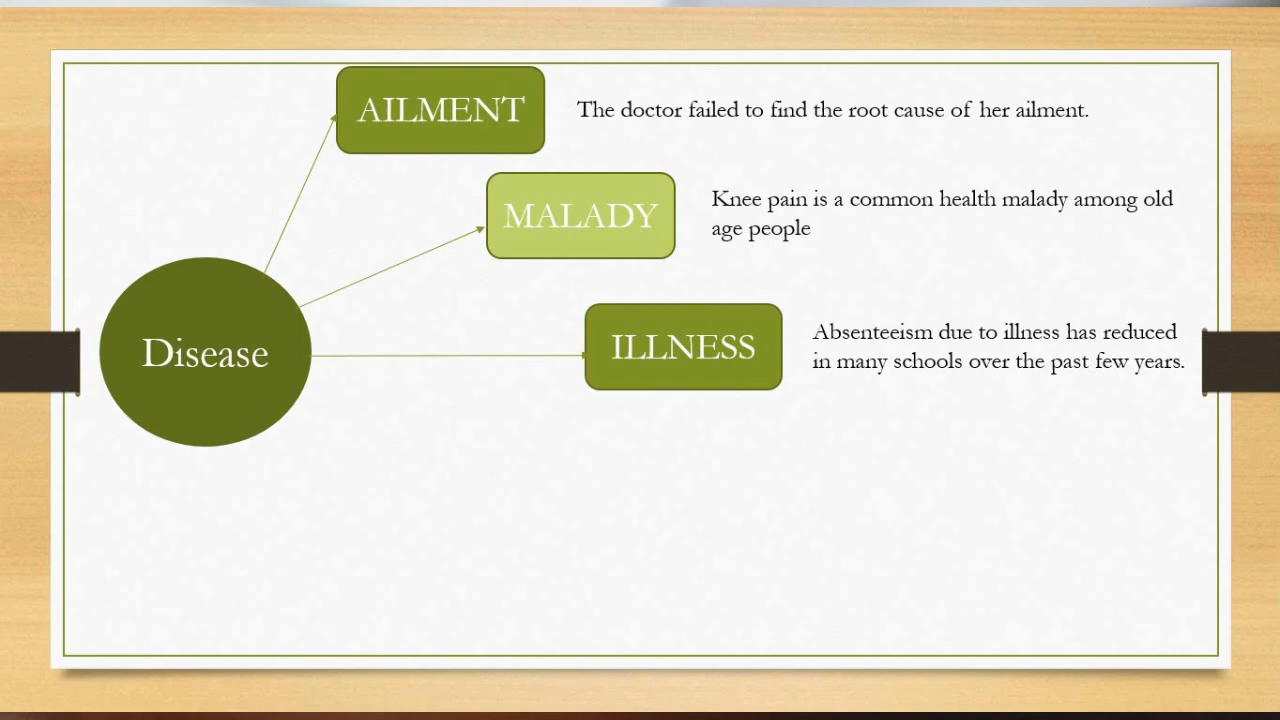 AILMENT
The doctor failed to find the root cause of her ailment.
MALADY
Knee pain is a common health malady among old
age people
Disease
ILLNESS
Absenteeism due to illness has reduced
in many schools over the past few years.